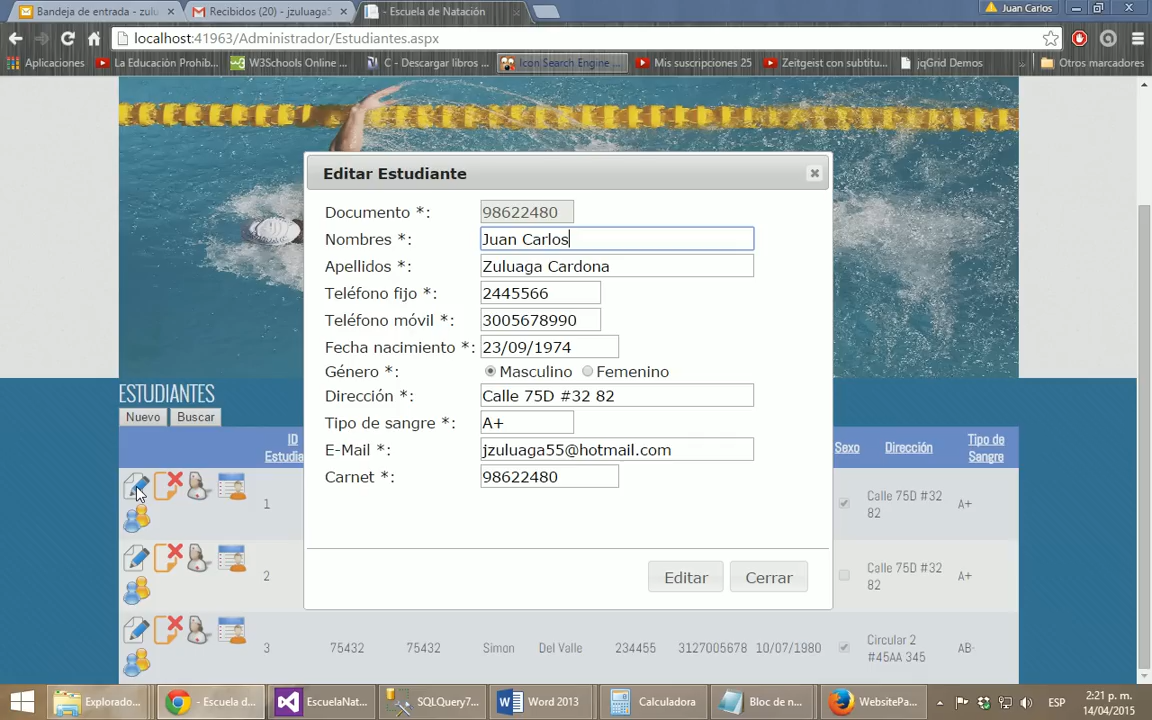 Bandeja de entrada - zulu
Recibidos (20) - jzuluaga5
- Escuela de Natación
Juan Carlos
localhost:41963/Administrador/Estudiantes.aspx
Aplicaciones
La Educación Prohib...
W3Schools Online ...
C - Descargar libros ...
Icon Search Engine ...
Mis suscripciones 25
Zeitgeist con subtitu...
jqGrid Demos
»
Otros marcadores
Editar Estudiante
Documento *: 98622480
Nombres *: Juan Carlos
Apellidos *: Zuluaga Cardona
Teléfono fijo *: 2445566
Teléfono móvil *: 3005678990
Fecha nacimiento *: 23/09/1974
Género *: Masculino Femenino
Dirección *: Calle 75D #32 82
Tipo de sangre *: A+
E-Mail *: jzuluaga55@hotmail.com
Carnet *: 98622480
Editar Cerrar
ESTUDIANTES
Nuevo Buscar
ID
Estudia
Sexo
Dirección
Tipo de
Sangre
1
Calle 75D #32
82
A+
2
Calle 75D #32
82
A+
3 75432 75432 Simon Del Valle 234455 3127005678 10/07/1980
Circular 2
#45AA 345
AB-
Explorado...
Escuela d...
EscuelaNat...
SQLQuery7...
Word 2013
Calculadora
Bloc de n...
WebsitePa...
ESP
2:21 p. m.
14/04/2015